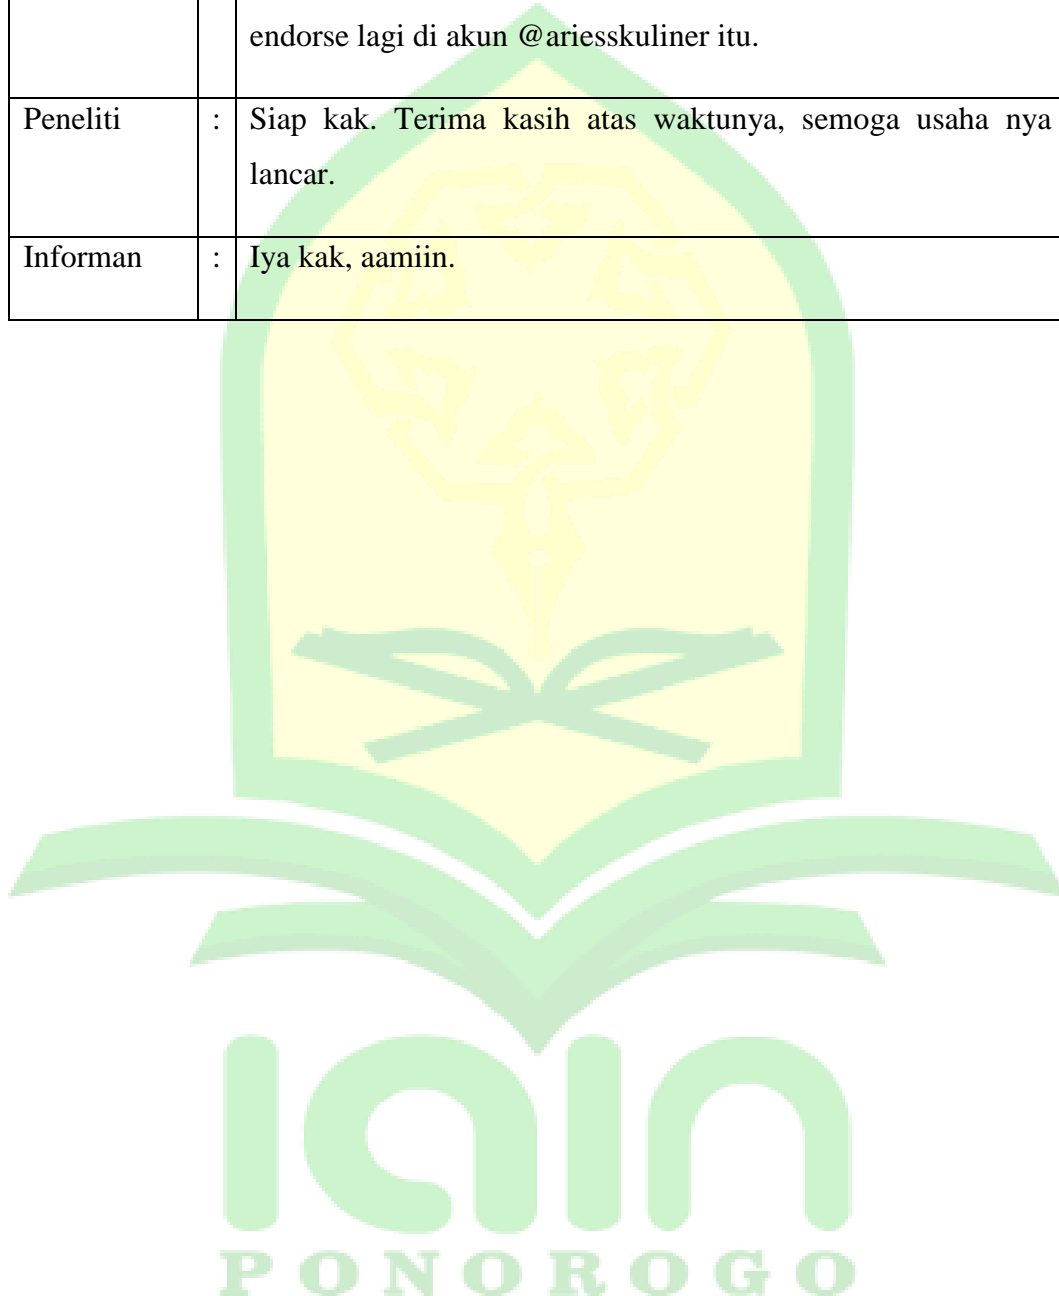 endorse lagi di akun @ariesskuliner itu.
Peneliti : Siap kak. Terima kasih atas waktunya, semoga usaha nya
lancar.
Informan : Iya kak, aamiin.
iain
PONOROGO